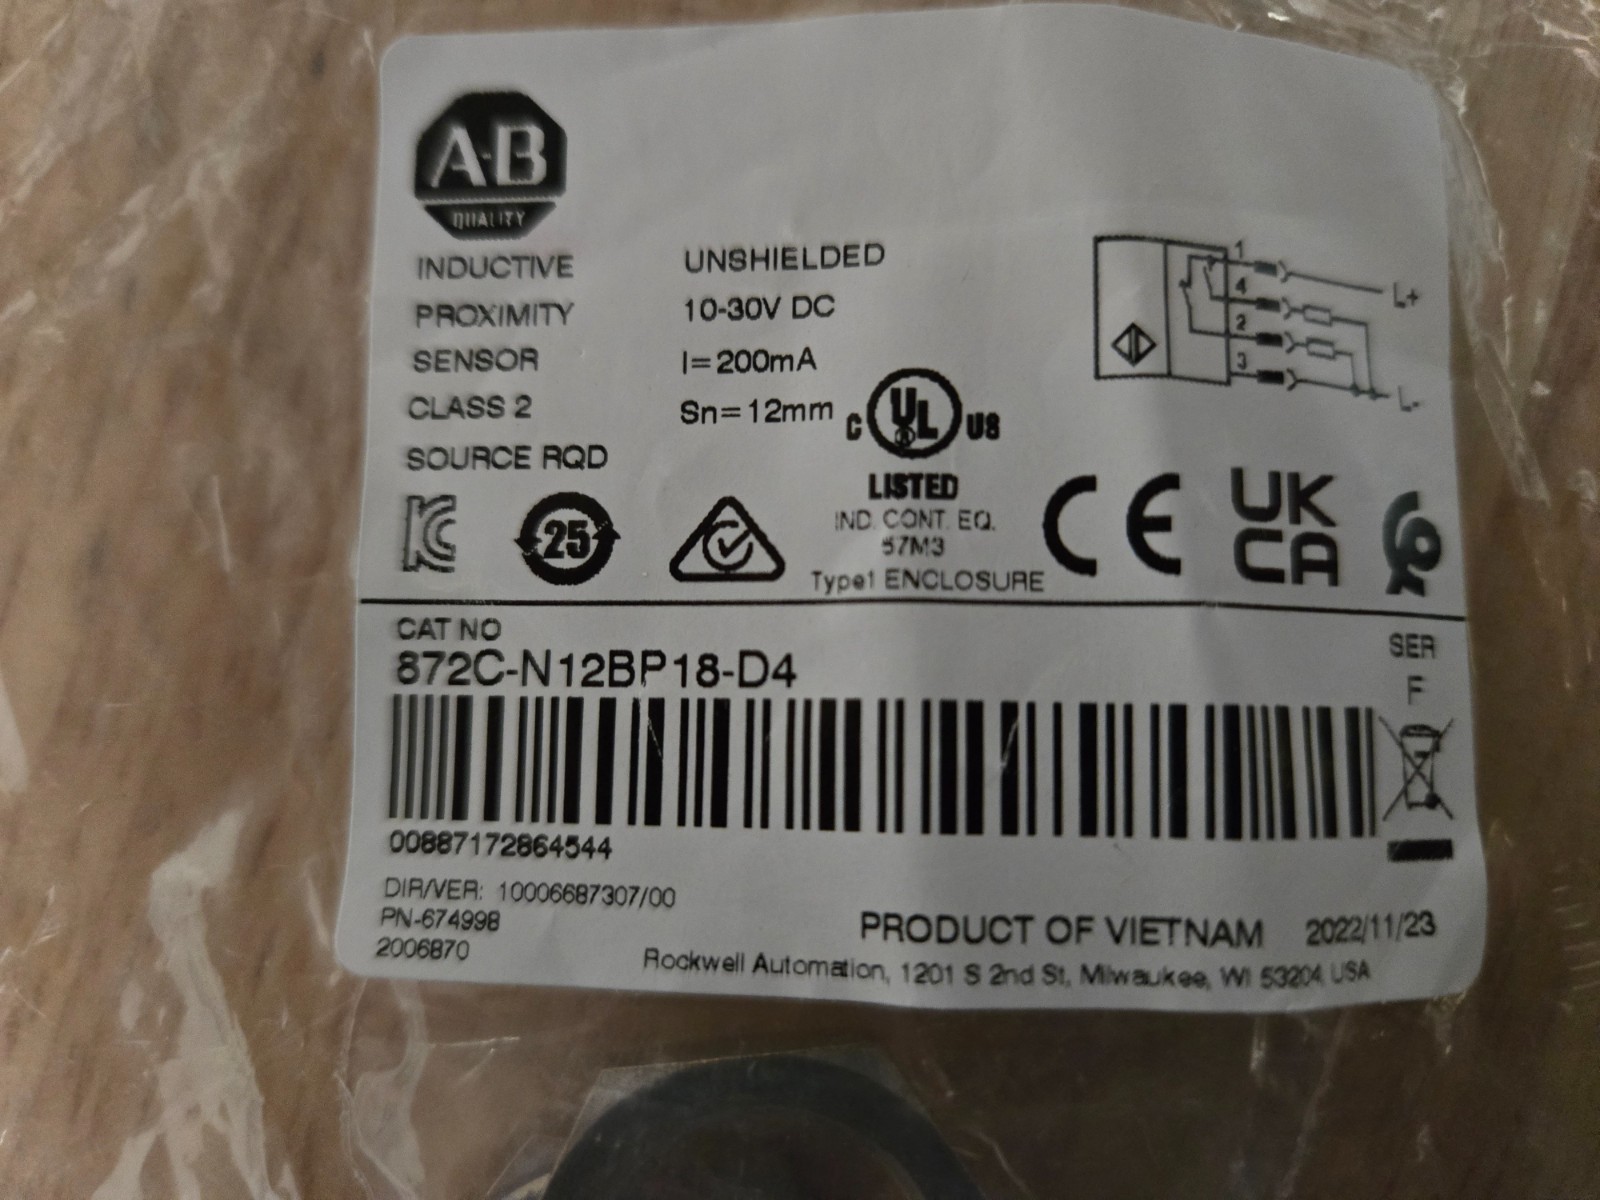 A-B
QUALITY
INDUCTIVE
PROXIMITY
SENSOR
CLASS 2
SOURCE RQD
UNSHIELDED
10-30V DC
I=200mA
Sn=12mm
1
4
2
3
L+
L-
25
C UL US
LISTED
IND. CONT. EQ.
57M3
Type1 ENCLOSURE
CE
UK
CA
CAT NO
872C-N12BP18-D4
SER
F
00887172864544
DIR/VER: 10006687307/00
PN-674998
2006870
PRODUCT OF VIETNAM 2022/11/23
Rockwell Automation, 1201 S 2nd St, Milwaukee, WI 53204 USA